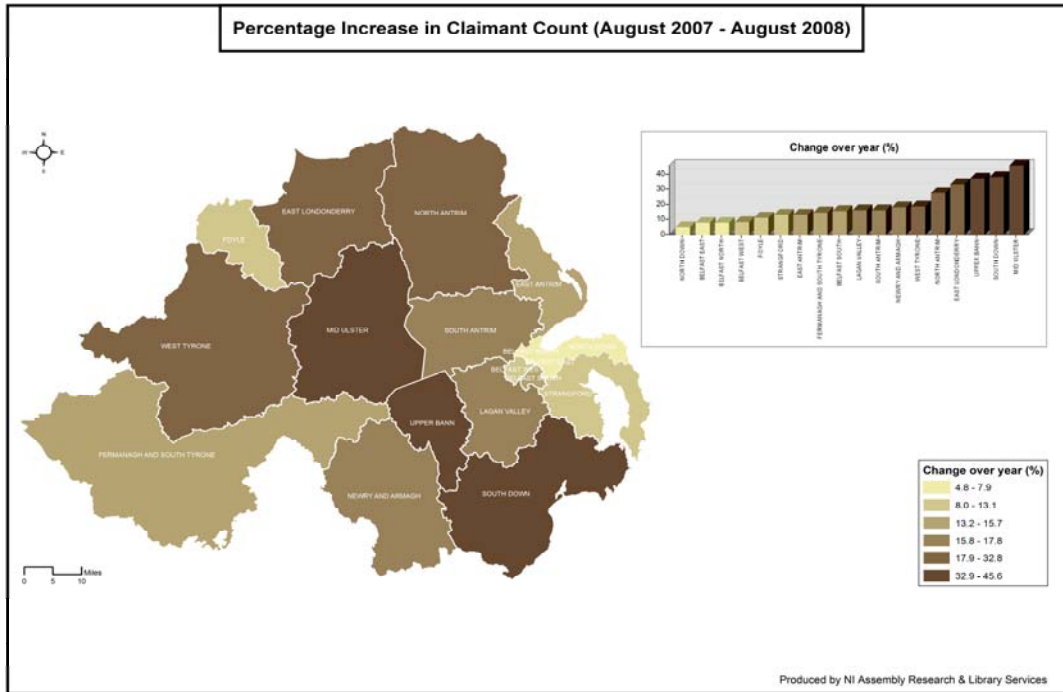 Percentage Increase in Claimant Count (August 2007 - August 2008)
N
W
E
S
Change over year (%)
40
30
20
10
0
NORTH DOWN
BELFAST EAST
BELFAST NORTH
BELFAST WEST
FOYLE
STRANGFORD
EAST ANTRIM
FERMANAGH AND SOUTH TYRONE
BELFAST SOUTH
LAGAN VALLEY
SOUTH ANTRIM
NEWRY AND ARMAGH
WEST TYRONE
NORTH ANTRIM
EAST LONDONDERRY
UPPER BANN
SOUTH DOWN
MID ULSTER
EAST LONDONDERRY
NORTH ANTRIM
FOYLE
EAST ANTRIM
MID ULSTER
SOUTH ANTRIM
WEST TYRONE
BELFAST WEST
STRANGFORD
LAGAN VALLEY
UPPER BANN
FERMANAGH AND SOUTH TYRONE
NEWRY AND ARMAGH
SOUTH DOWN
Change over year (%)
4.8 - 7.9
8.0 - 13.1
13.2 - 15.7
15.8 - 17.8
17.9 - 32.8
32.9 - 45.6
Miles
0 5 10
Produced by NI Assembly Research & Library Services